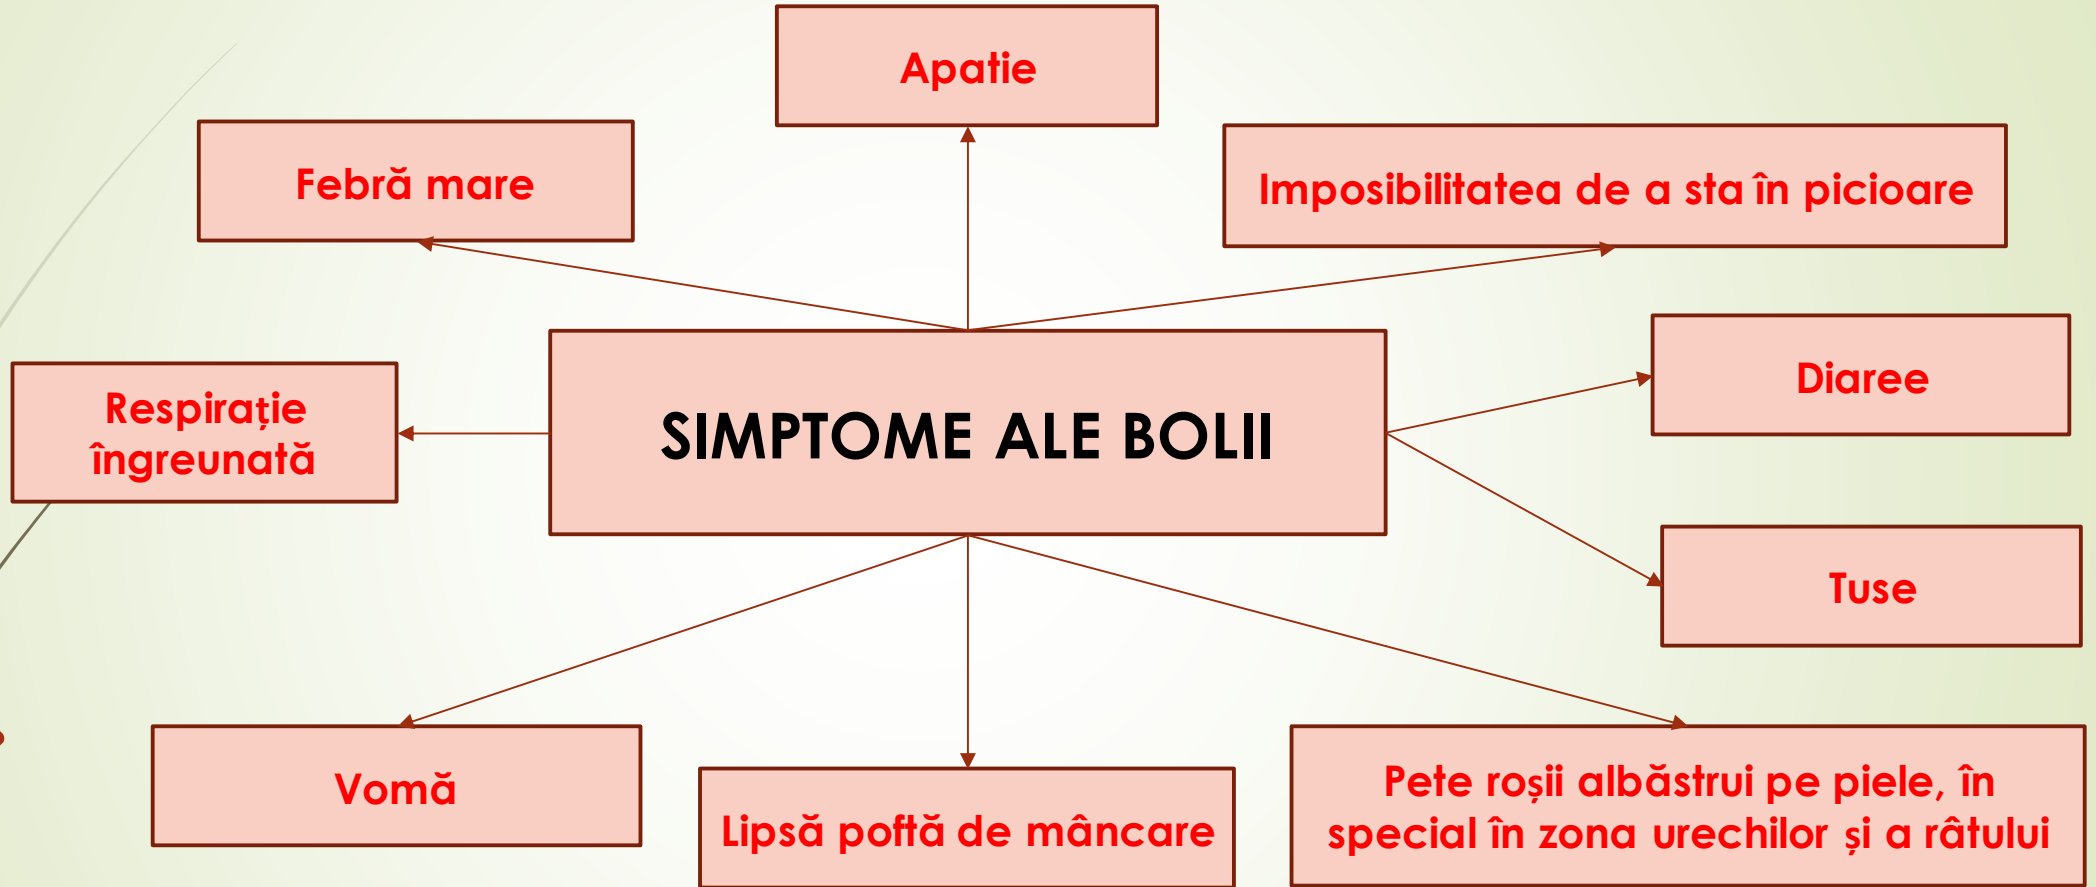 Apatie
Febră mare
Imposibilitatea de a sta în picioare
Diaree
Respirație
îngreunată
SIMPTOME ALE BOLII
Tuse
Vomă
Lipsă poftă de mâncare
Pete roșii albăstrui pe piele, în
special în zona urechilor și a râtului